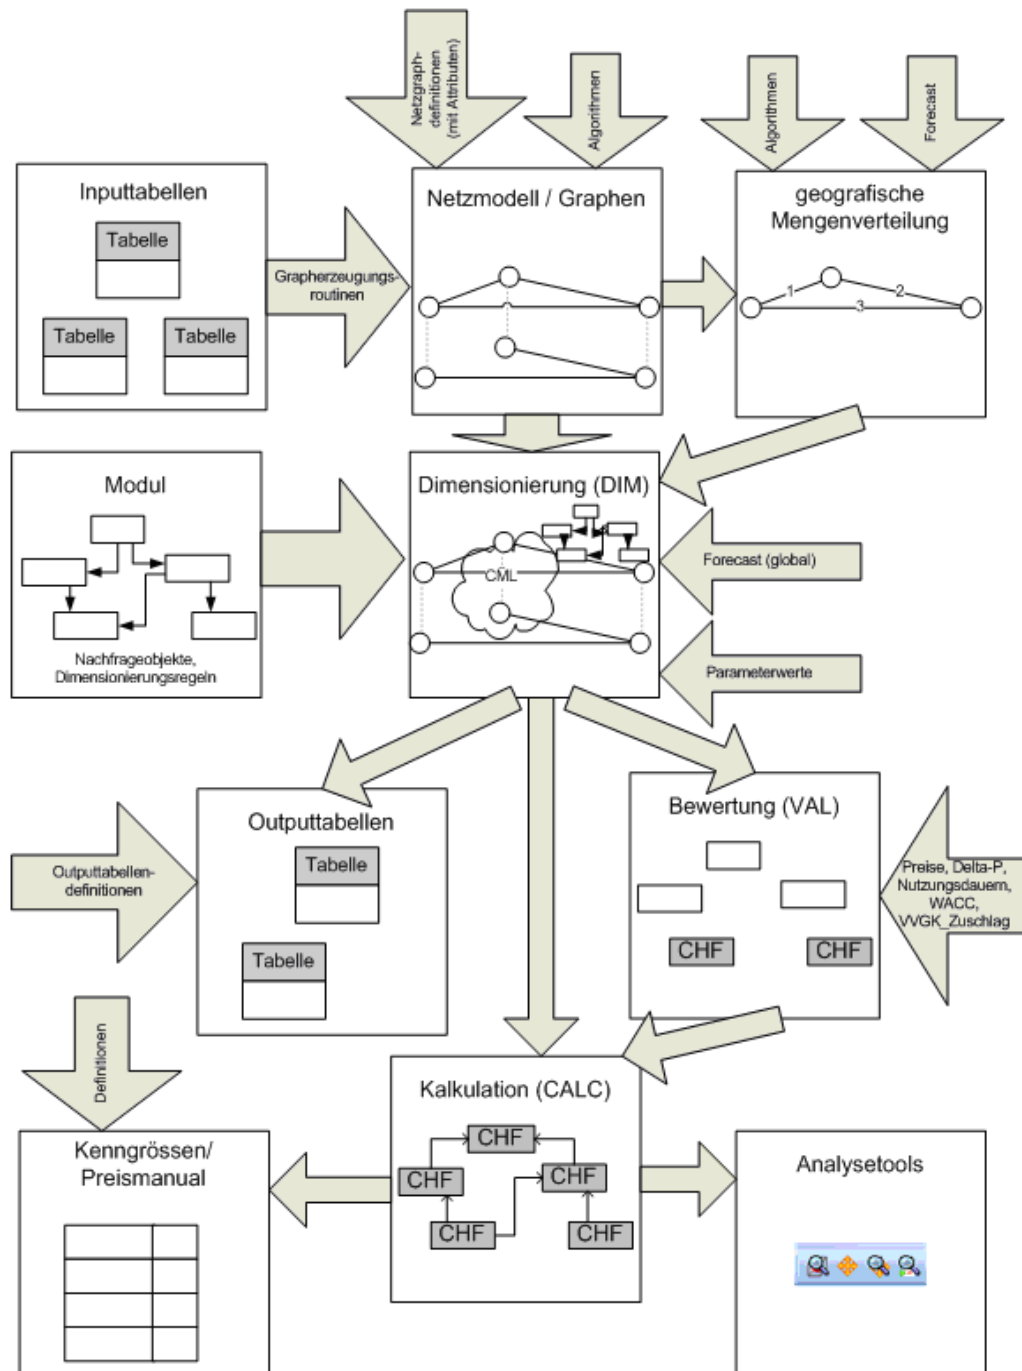 Netzgraph-
definitionen
(mit Attributen)
Algorithmen
Algorithmen
Forecast
Inputtabellen
Tabelle
Tabelle
Tabelle
Grapherzeugungs-
routinen
Netzmodell / Graphen
geografische
Mengenverteilung
1
2
3
Modul
Nachfrageobjekte,
Dimensionierungsregeln
Dimensionierung (DIM)
CML
Forecast (global)
Parameterwerte
Outputtabellen-
definitionen
Outputtabellen
Tabelle
Tabelle
Bewertung (VAL)
CHF
CHF
Preise, Delta-P,
Nutzungsdauern,
WACC,
VVGK_Zuschlag
Definitionen
Kenngrössen/
Preismanual
Kalkulation (CALC)
CHF
CHF
CHF
CHF
CHF
Analysetools